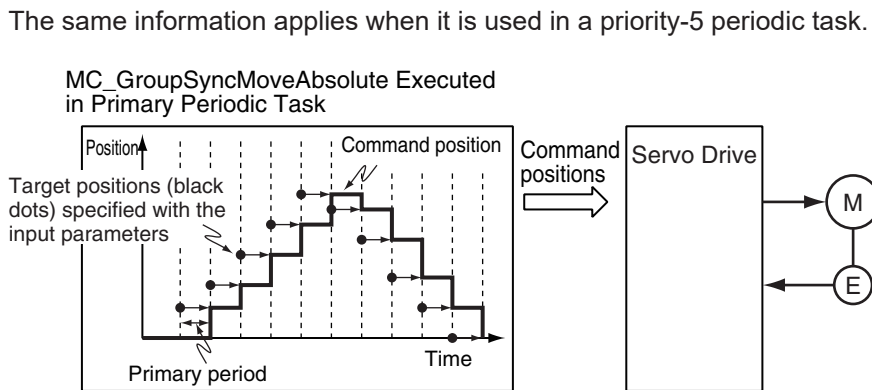 The same information applies when it is used in a priority-5 periodic task.
MC_GroupSyncMoveAbsolute Executed
in Primary Periodic Task
Position
Command position
Target positions (black
dots) specified with the
input parameters
Primary period
Time
Command
positions
Servo Drive
M
E